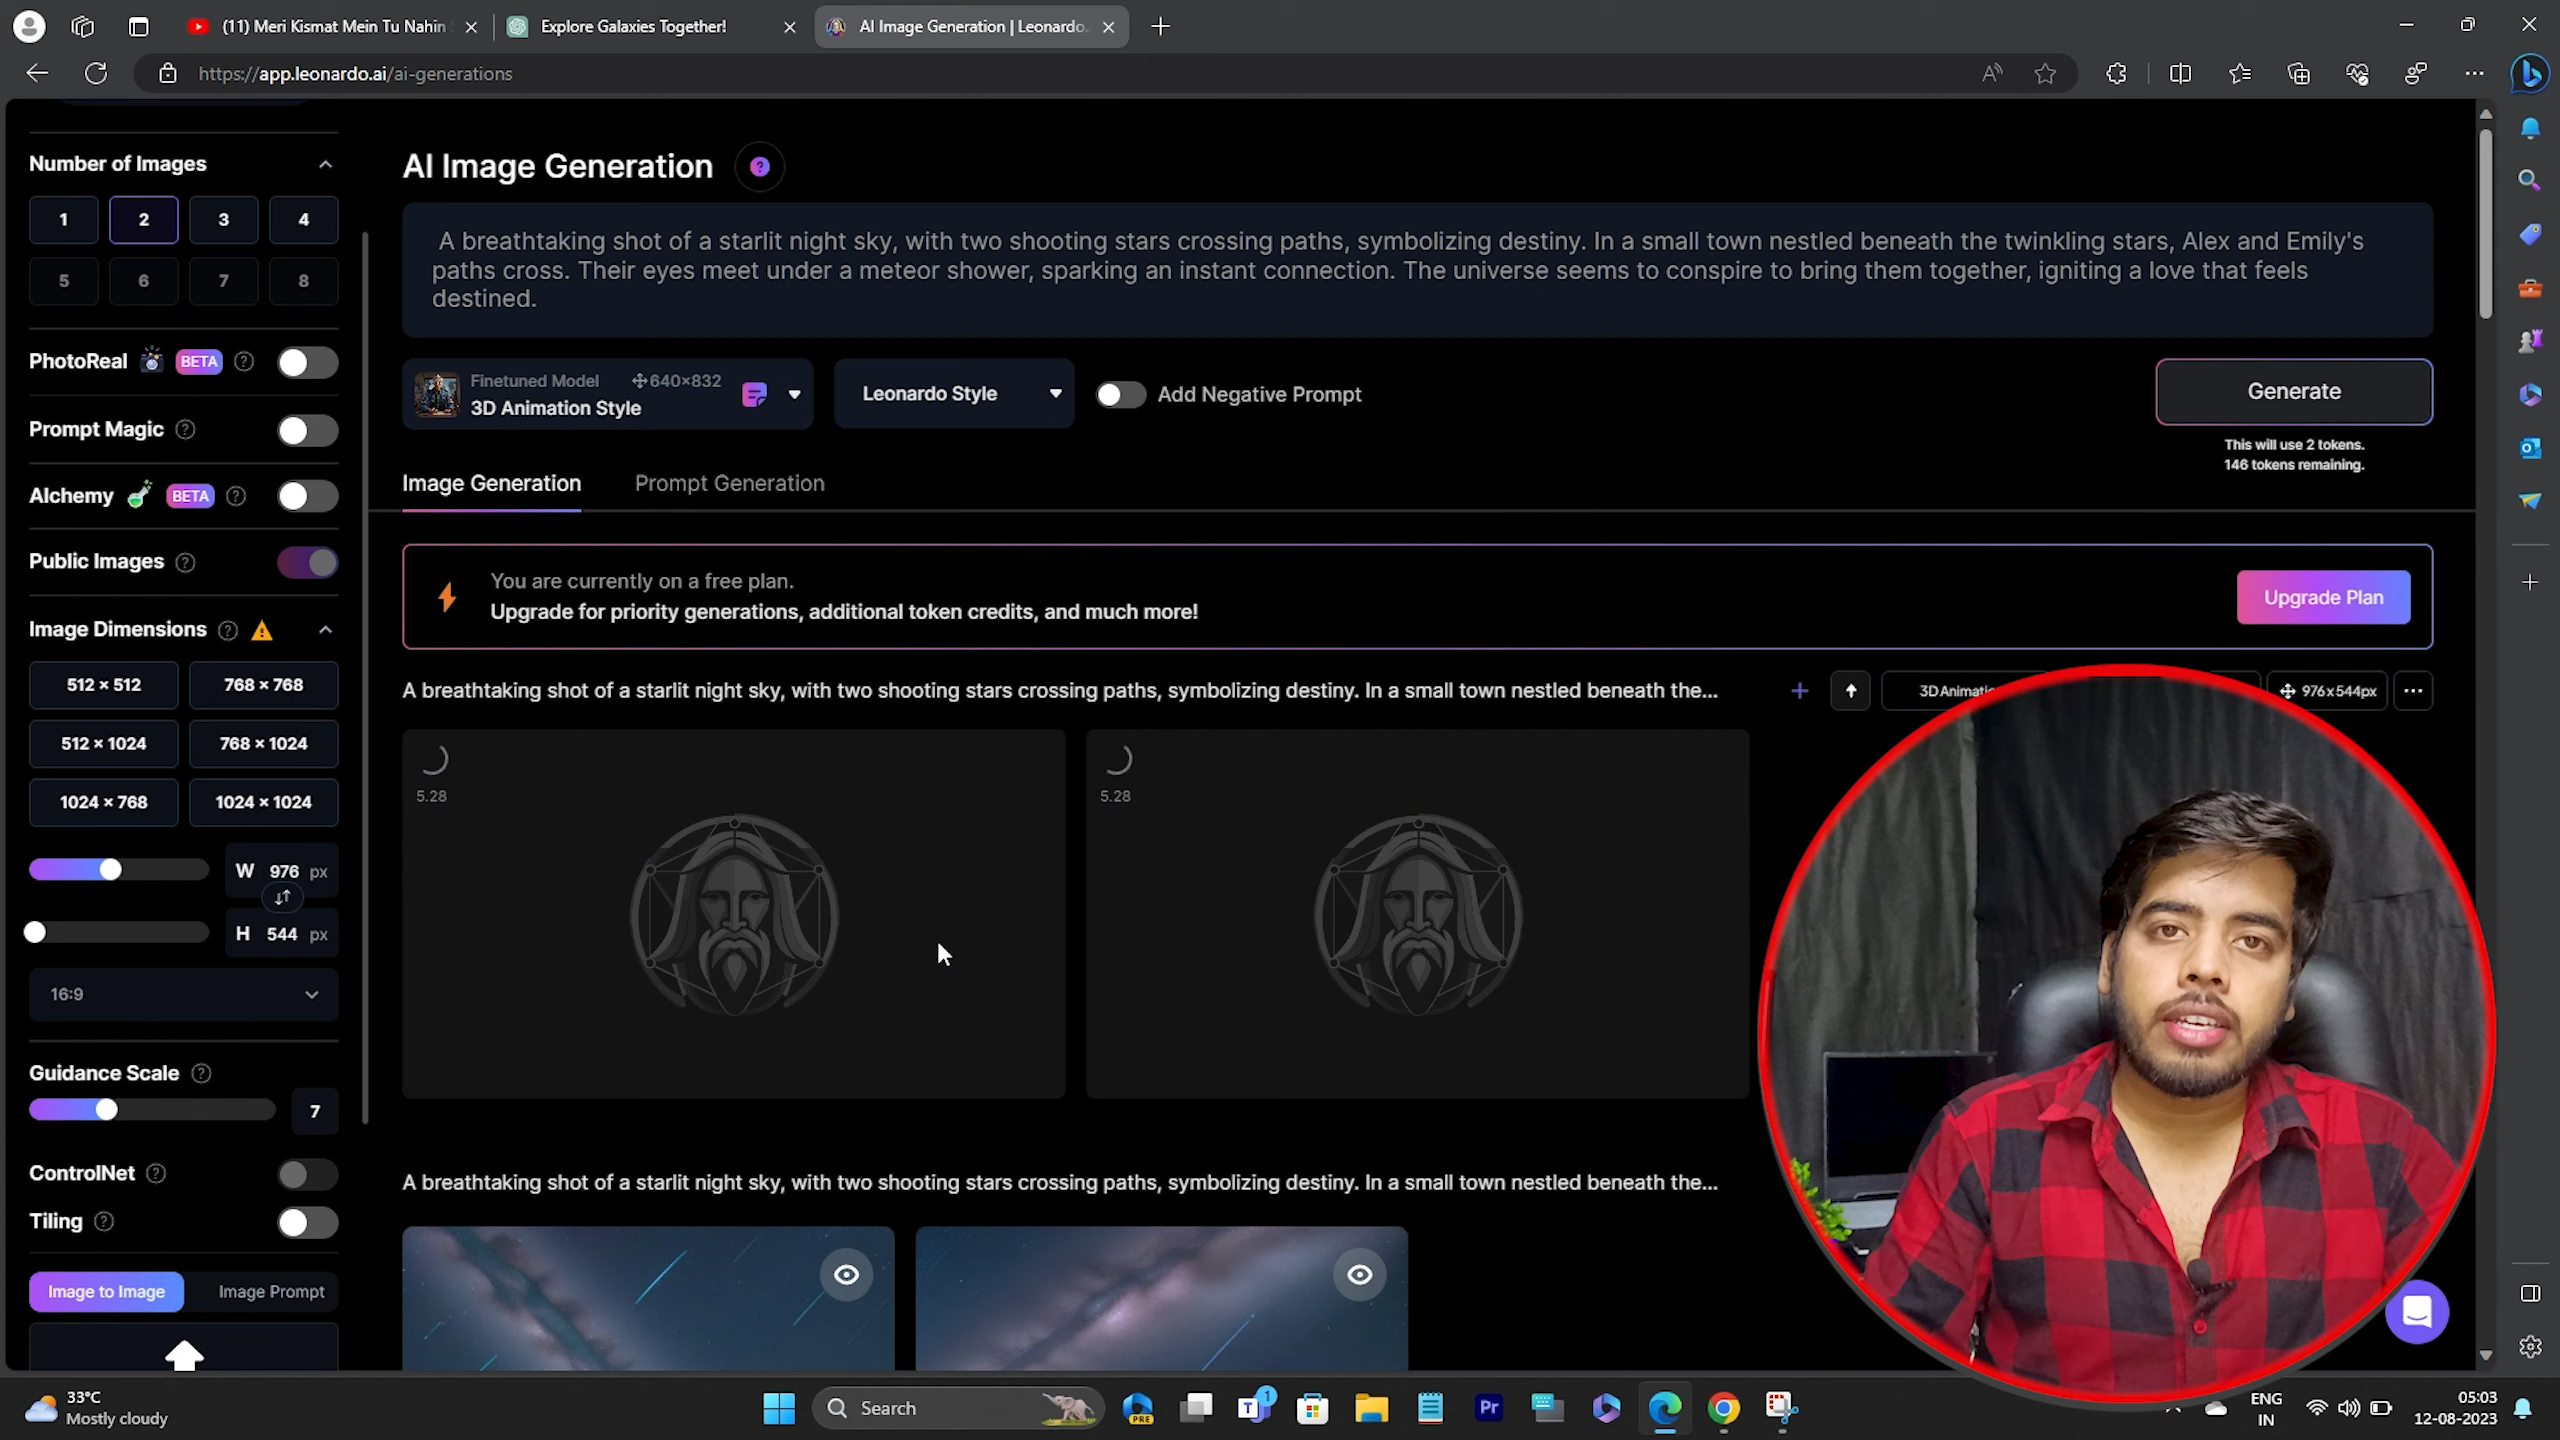 (11) Meri Kismat Mein Tu Nahin
Explore Galaxies Together!
AI Image Generation | Leonardo.
https://app.leonardo.ai/ai-generations
Number of Images
1
2
3
4
5
6
7
8
PhotoReal BETA
Prompt Magic
Alchemy BETA
Public Images
Image Dimensions
512 × 512
768 × 768
512 × 1024
768 × 1024
1024 × 768
1024 × 1024
W 976 px
H 544 px
16:9
Guidance Scale
7
ControlNet
Tiling
Image to Image
Image Prompt
AI Image Generation
A breathtaking shot of a starlit night sky, with two shooting stars crossing paths, symbolizing destiny. In a small town nestled beneath the twinkling stars, Alex and Emily's
paths cross. Their eyes meet under a meteor shower, sparking an instant connection. The universe seems to conspire to bring them together, igniting a love that feels
destined.
Finetuned Model 640×832
3D Animation Style
Leonardo Style
Add Negative Prompt
Generate
This will use 2 tokens.
146 tokens remaining.
Image Generation
Prompt Generation
You are currently on a free plan.
Upgrade for priority generations, additional token credits, and much more!
Upgrade Plan
A breathtaking shot of a starlit night sky, with two shooting stars crossing paths, symbolizing destiny. In a small town nestled beneath the...
3D Animatic
976x544px
5.28
5.28
A breathtaking shot of a starlit night sky, with two shooting stars crossing paths, symbolizing destiny. In a small town nestled beneath the...
33°C
Mostly cloudy
Search
PRE
1
Pr
ENG
IN
05:03
12-08-2023